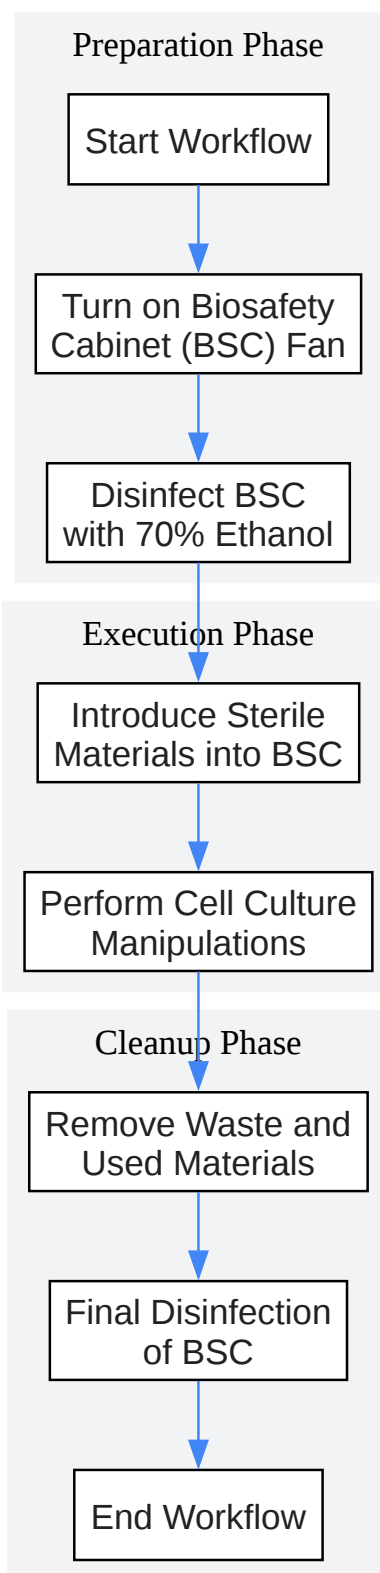 Preparation Phase
Start Workflow
Turn on Biosafety
Cabinet (BSC) Fan
Disinfect BSC
with 70% Ethanol
Execution Phase
Introduce Sterile
Materials into BSC
Perform Cell Culture
Manipulations
Cleanup Phase
Remove Waste and
Used Materials
Final Disinfection
of BSC
End Workflow